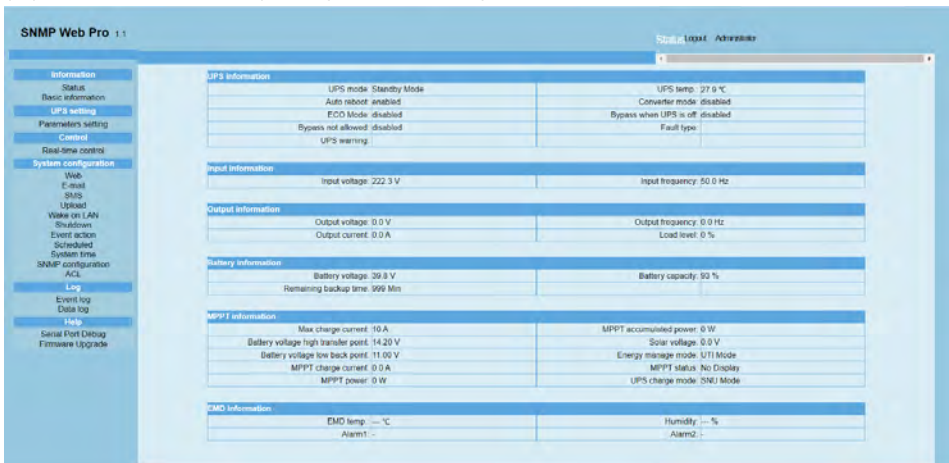 SNMP Web Pro 1.1
Logout Administrator
Information
Status
Basic information
UPS setting
Parameters setting
Control
Real-time control
System configuration
Web
E-mail
SMS
Upload
Wake on LAN
Shutdown
Event action
Scheduled
System time
SNMP configuration
ACL
Log
Event log
Data log
Help
Serial Port Debug
Firmware Upgrade
UPS information
UPS mode: Standby Mode UPS temp.: 27.9 ℃
Auto reboot: enabled Converter mode: disabled
ECO Mode: disabled Bypass when UPS is off: disabled
Bypass not allowed: disabled Fault type:
UPS warning:
Input information
Input voltage: 222.3 V Input frequency: 50.0 Hz
Output information
Output voltage: 0.0 V Output frequency: 0.0 Hz
Output current: 0.0 A Load level: 0 %
Battery information
Battery voltage: 39.8 V Battery capacity: 93 %
Remaining backup time: 999 Min
MPPT information
Max charge current: 10 A MPPT accumulated power: 0 W
Battery voltage high transfer point: 14.20 V Solar voltage: 0.0 V
Battery voltage low back point: 11.00 V Energy manage mode: UTI Mode
MPPT charge current: 0.0 A MPPT status: No Display
MPPT power: 0 W UPS charge mode: SNU Mode
EMD information
EMD temp.: --- ℃ Humidity: --- %
Alarm1: - Alarm2: -